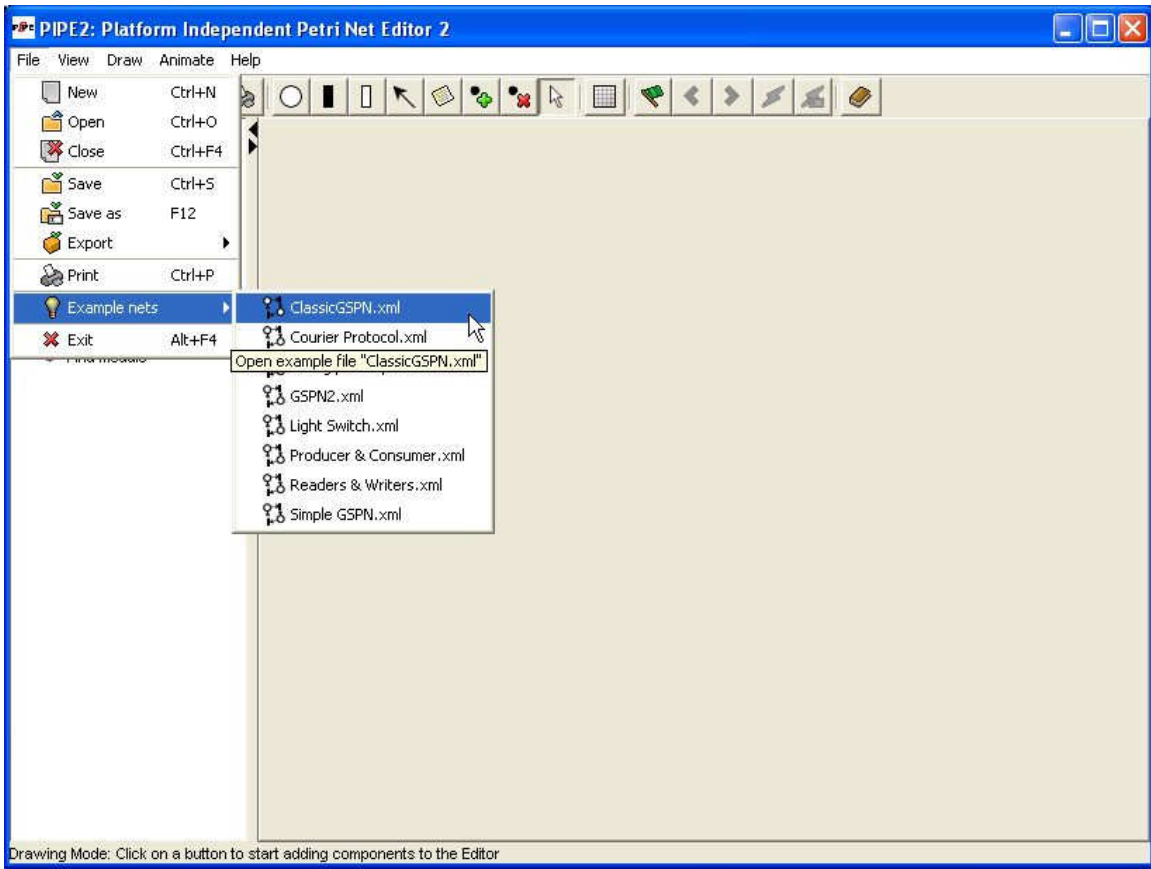 PIPE2: Platform Independent Petri Net Editor 2
File View Draw Animate Help
New Ctrl+N
Open Ctrl+O
Close Ctrl+F4
Save Ctrl+S
Save as F12
Export
Print Ctrl+P
Example nets
Exit Alt+F4
ClassicGSPN.xml
Courier Protocol.xml
Open example file "ClassicGSPN.xml"
GSPN2.xml
Light Switch.xml
Producer & Consumer.xml
Readers & Writers.xml
Simple GSPN.xml
Drawing Mode: Click on a button to start adding components to the Editor